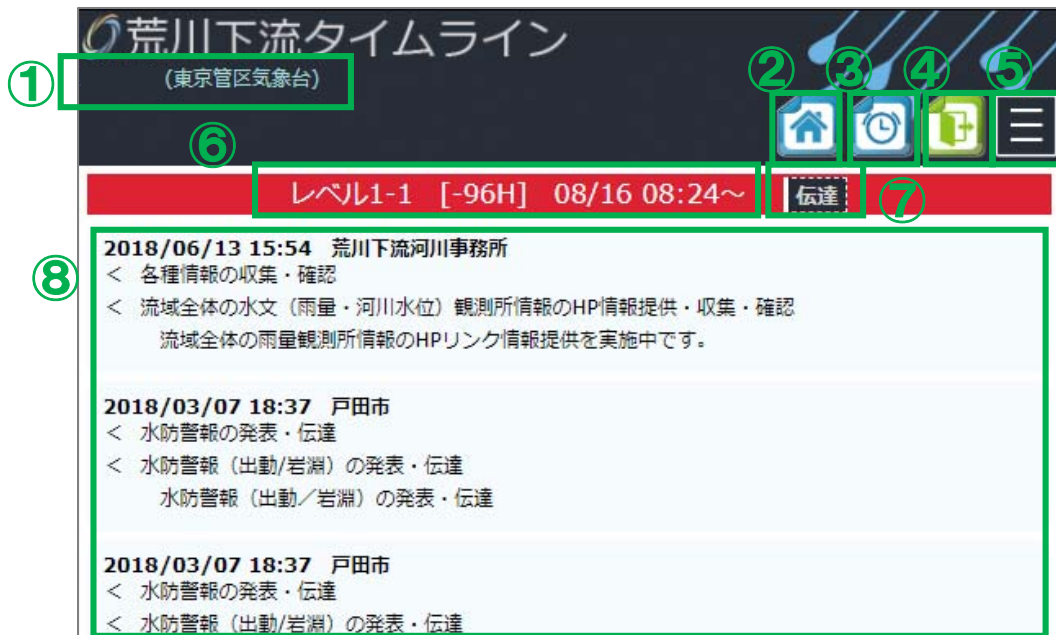 荒川下流タイムライン
① (東京管区気象台)
② ③ ④ ⑤
⑥
レベル1-1 [-96H] 08/16 08:24～ 伝達 ⑦
⑧
2018/06/13 15:54 荒川下流河川事務所
< 各種情報の収集・確認
< 流域全体の水文（雨量・河川水位）観測所情報のHP情報提供・収集・確認
流域全体の雨量観測所情報のHPリンク情報提供を実施中です。
2018/03/07 18:37 戸田市
< 水防警報の発表・伝達
< 水防警報（出動/岩淵）の発表・伝達
水防警報（出動／岩淵）の発表・伝達
2018/03/07 18:37 戸田市
< 水防警報の発表・伝達
< 水防警報（出動/岩淵）の発表・伝達